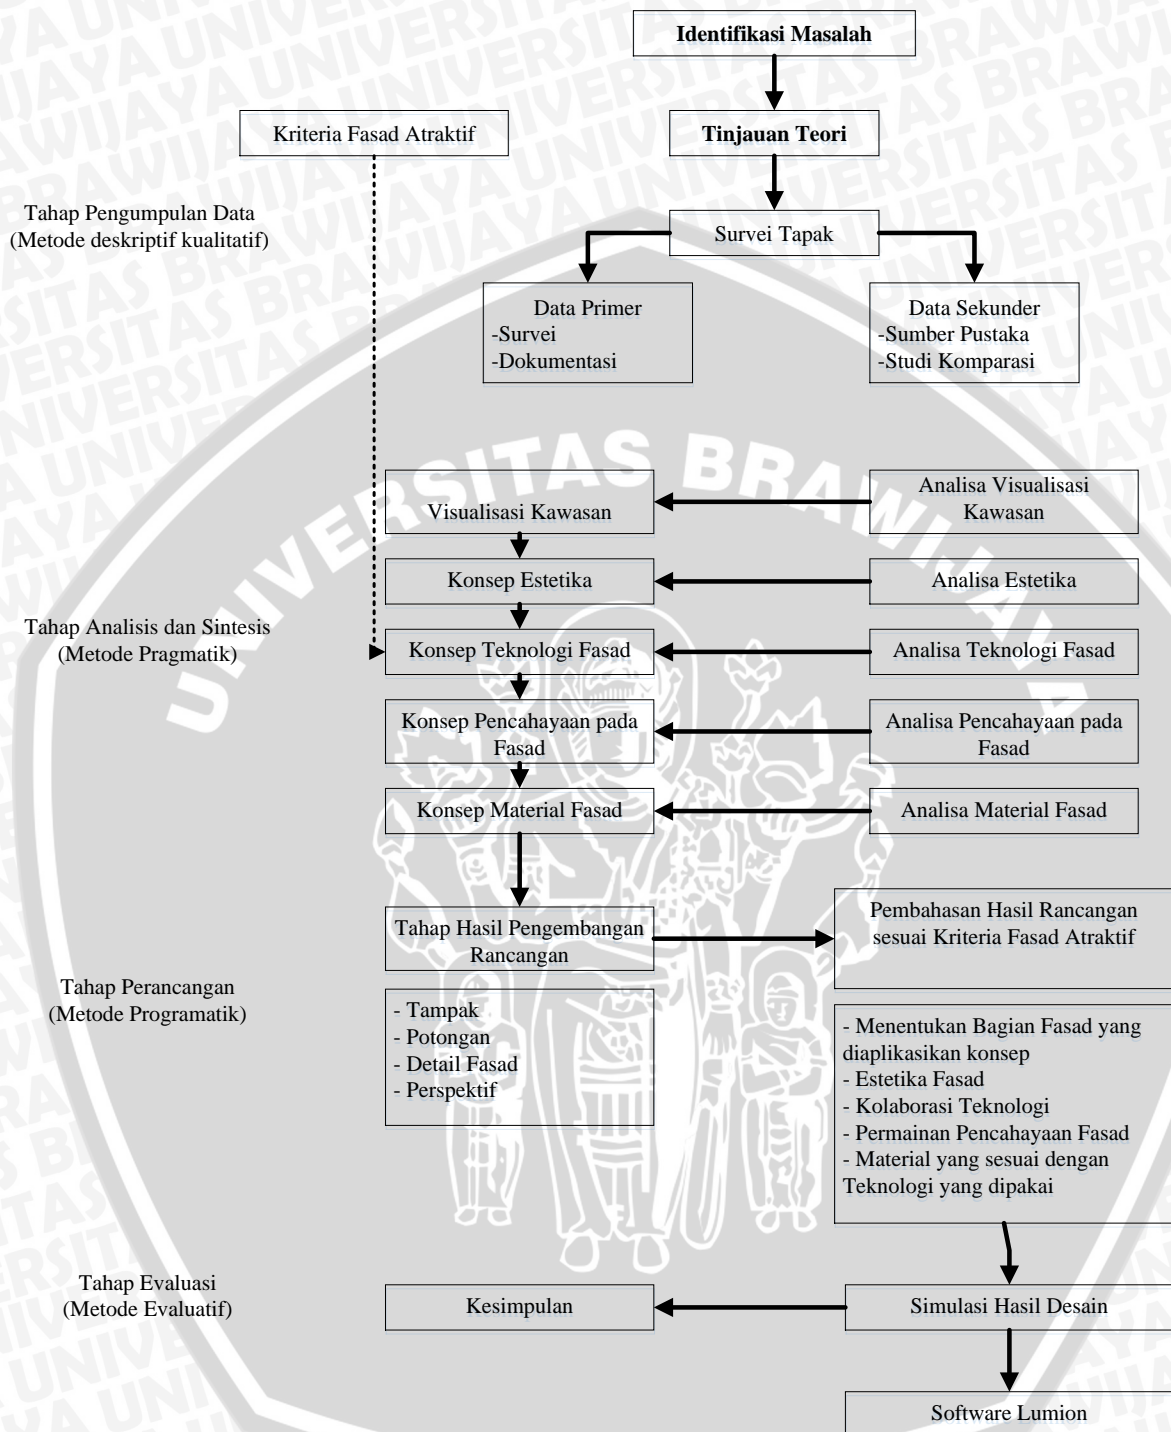 Identifikasi Masalah
Kriteria Fasad Atraktif
Tinjauan Teori
Tahap Pengumpulan Data
(Metode deskriptif kualitatif)
Survei Tapak
Data Primer
-Survei
-Dokumentasi
Data Sekunder
-Sumber Pustaka
-Studi Komparasi
UNIVERSITAS BRAWIJAYA
Visualisasi Kawasan
Analisa Visualisasi
Kawasan
Konsep Estetika
Analisa Estetika
Tahap Analisis dan Sintesis
(Metode Pragmatik)
Konsep Teknologi Fasad
Analisa Teknologi Fasad
Konsep Pencahayaan pada
Fasad
Analisa Pencahayaan pada
Fasad
Konsep Material Fasad
Analisa Material Fasad
Tahap Hasil Pengembangan
Rancangan
Pembahasan Hasil Rancangan
sesuai Kriteria Fasad Atraktif
Tahap Perancangan
(Metode Programatik)
- Tampak
- Potongan
- Detail Fasad
- Perspektif
- Menentukan Bagian Fasad yang
diaplikasikan konsep
- Estetika Fasad
- Kolaborasi Teknologi
- Permainan Pencahayaan Fasad
- Material yang sesuai dengan
Teknologi yang dipakai
Tahap Evaluasi
(Metode Evaluatif)
Kesimpulan
Simulasi Hasil Desain
Software Lumion